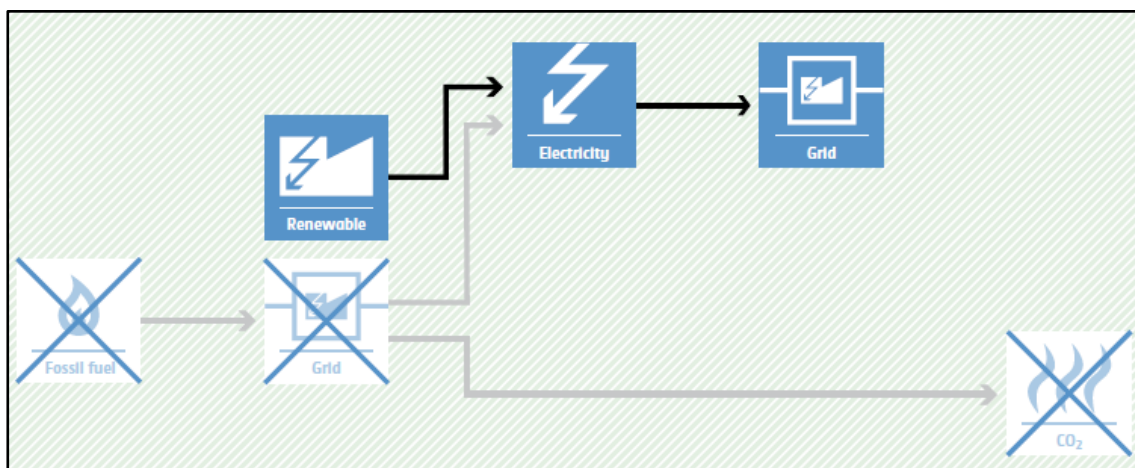 Electricity
Grid
Renewable
Fossil fuel
Grid
CO₂